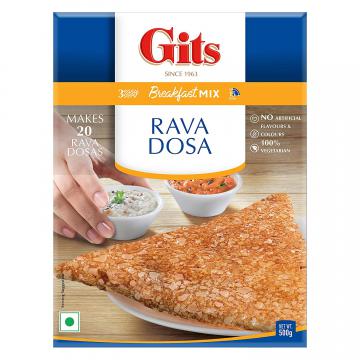 Gits
SINCE 1963
Breakfast MIX
RAVA
DOSA
MAKES
20
RAVA
DOSAS
NO ARTIFICIAL
FLAVOURS &
COLOURS
100%
VEGETARIAN
NET WT.
500g